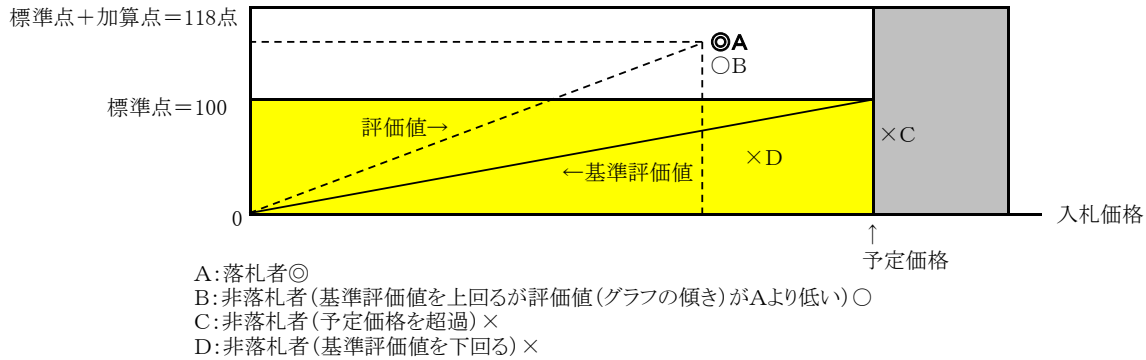 標準点＋加算点＝118点
◎A
○B
標準点＝100
評価値→
×C
×D
←基準評価値
0
入札価格
↑
予定価格
A：落札者◎
B：非落札者（基準評価値を上回るが評価値（グラフの傾き）がAより低い）○
C：非落札者（予定価格を超過）×
D：非落札者（基準評価値を下回る）×